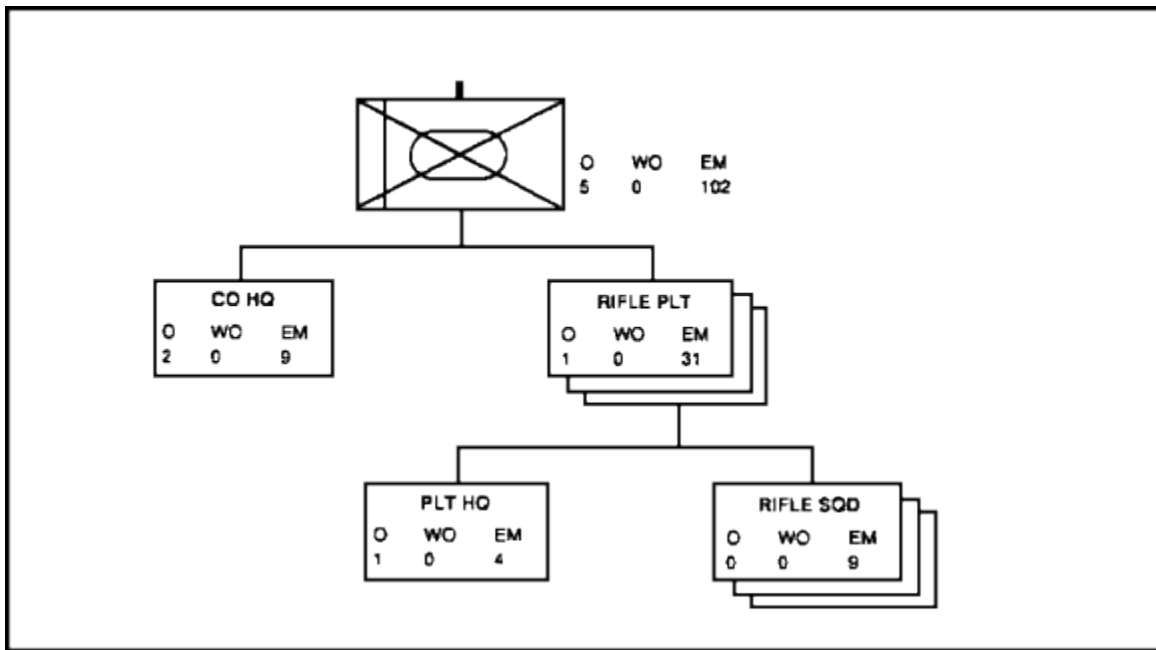 O WO EM
5 0 102
CO HQ
O WO EM
2 0 9
RIFLE PLT
O WO EM
1 0 31
PLT HQ
O WO EM
1 0 4
RIFLE SQD
O WO EM
0 0 9